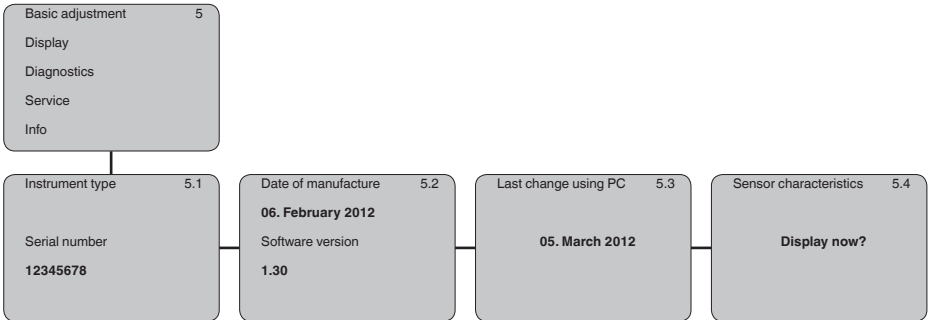 Basic adjustment 5
Display
Diagnostics
Service
Info
Instrument type 5.1
Serial number
12345678
Date of manufacture 5.2
06. February 2012
Software version
1.30
Last change using PC 5.3
05. March 2012
Sensor characteristics 5.4
Display now?